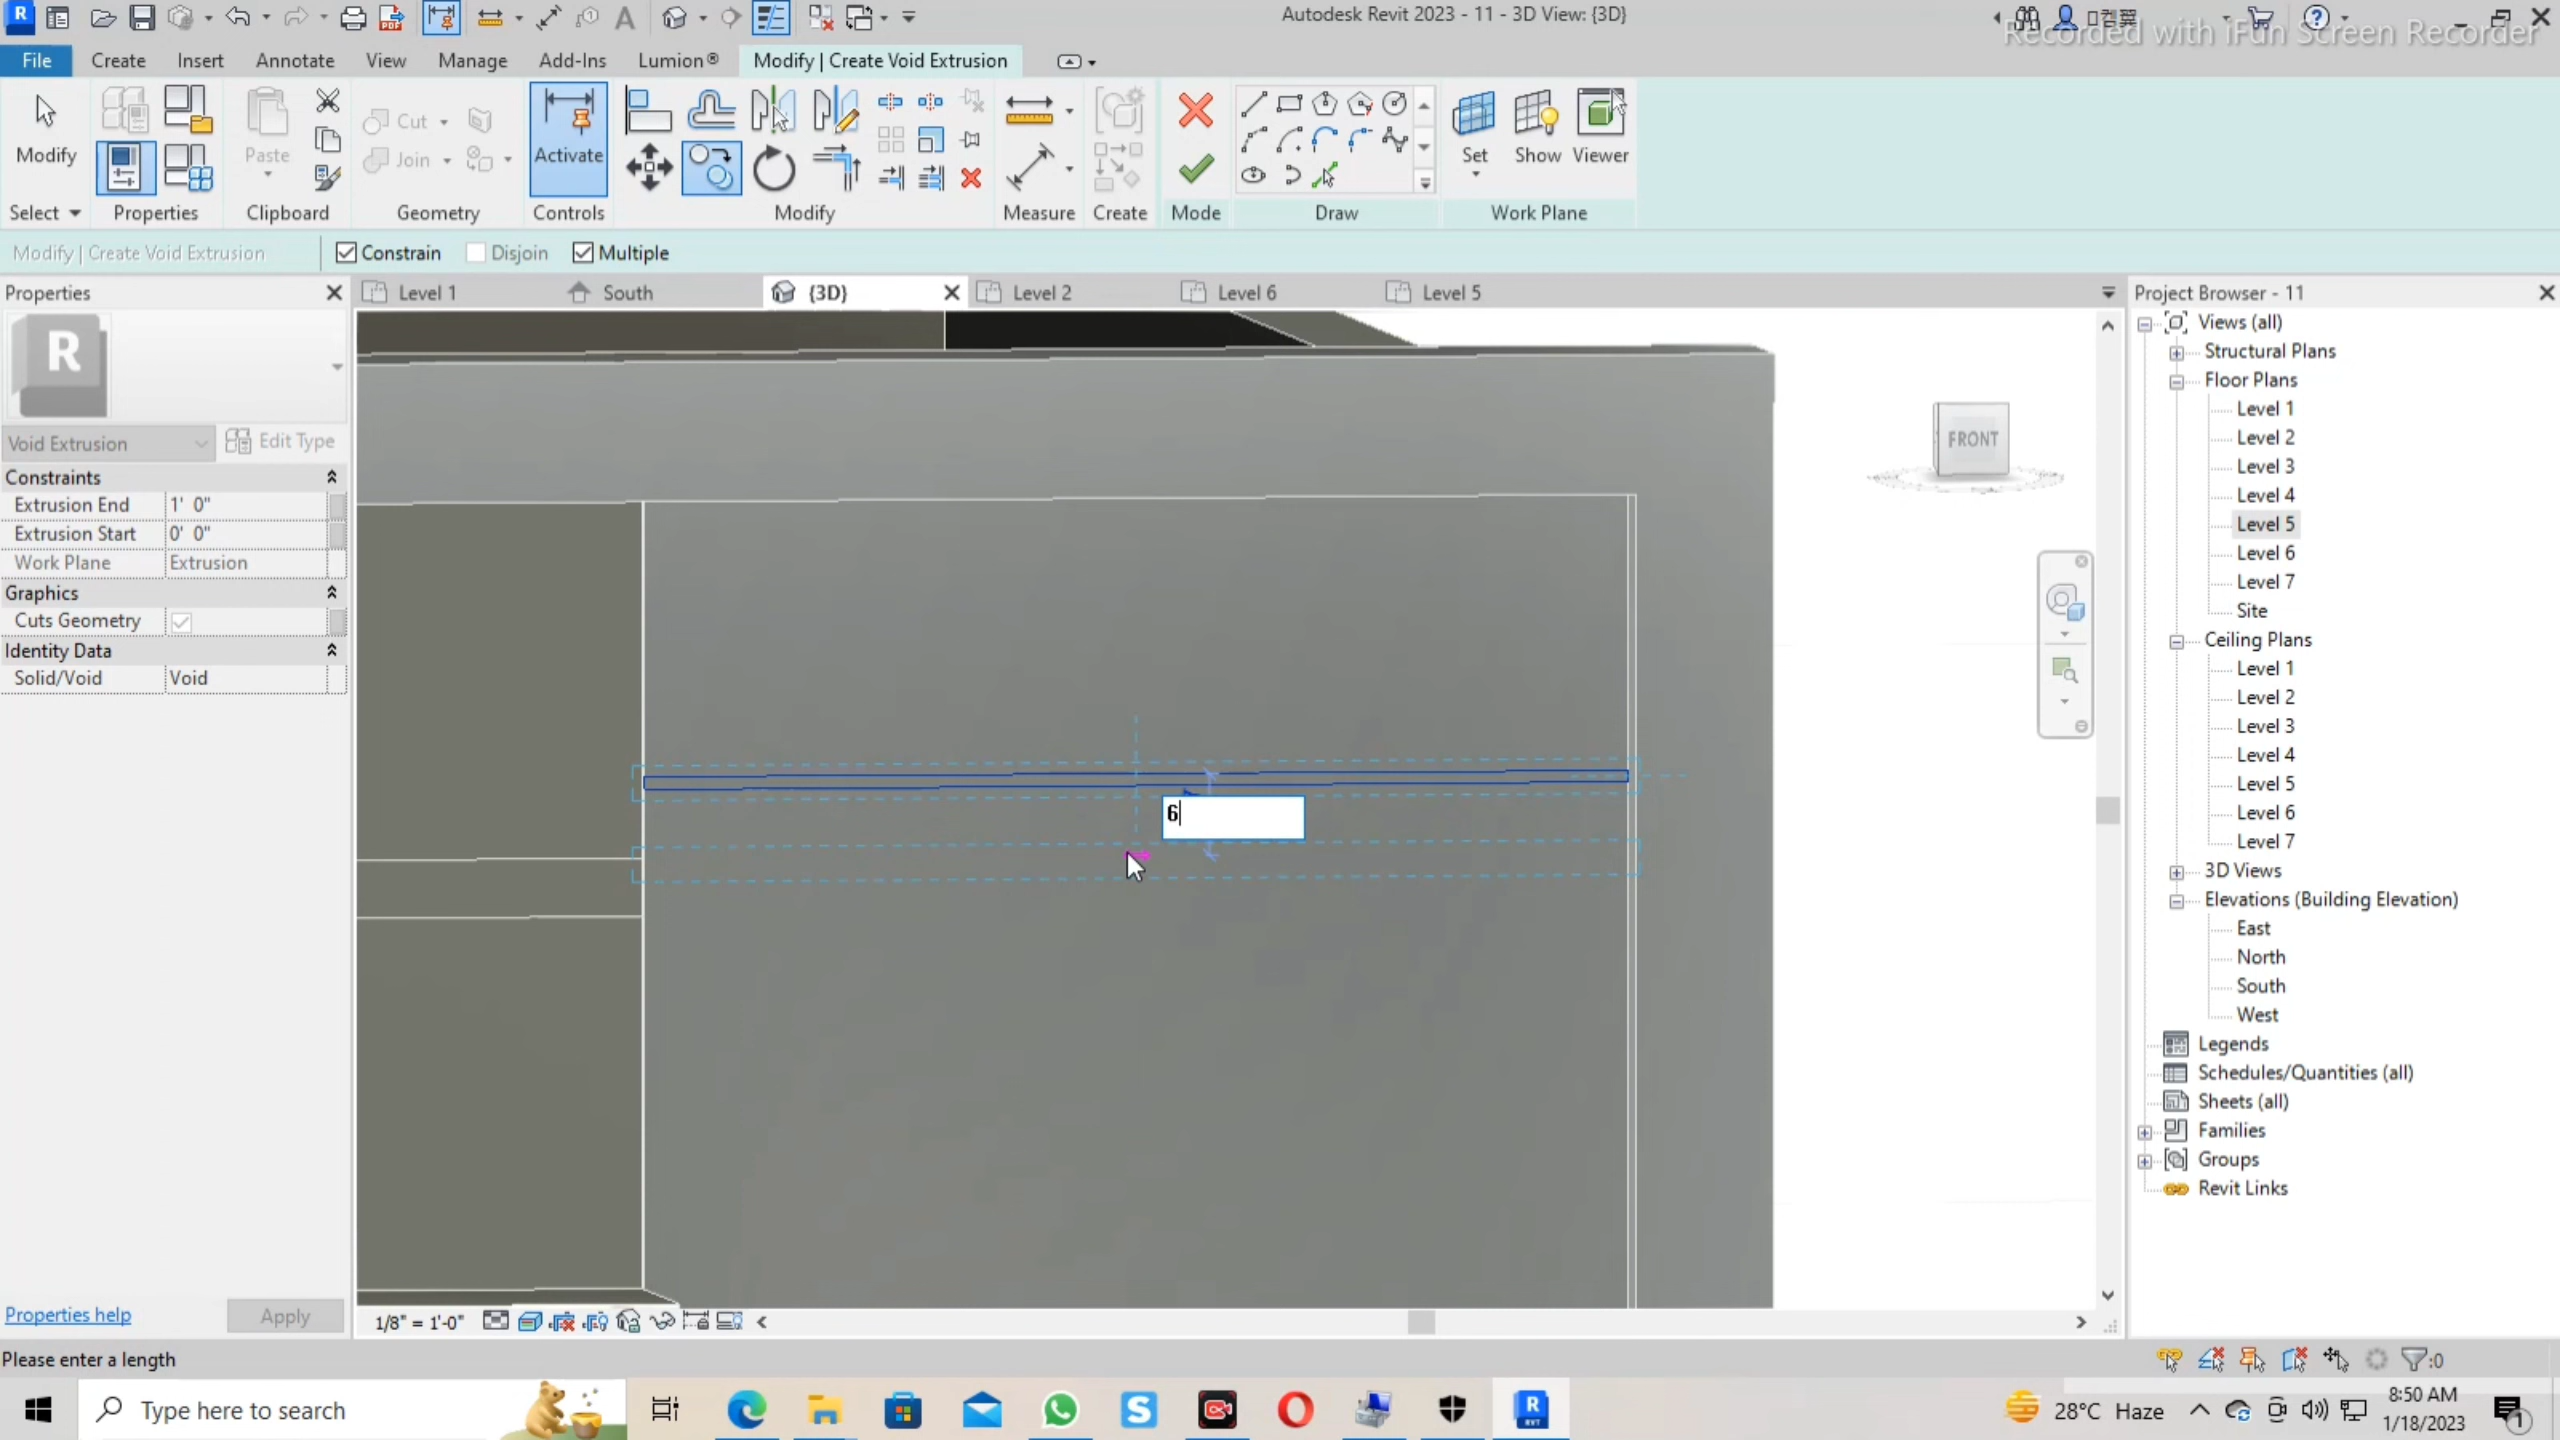 Autodesk Revit 2023 - 11 - 3D View: {3D}
Recorded with iFun Screen Recorder
File Create Insert Annotate View Manage Add-Ins Lumion® Modify | Create Void Extrusion
Modify
Paste
Cut
Join
Activate
Set Show Viewer
Select Properties Clipboard Geometry Controls Modify Measure Create Mode Draw Work Plane
Modify | Create Void Extrusion Constrain Disjoin Multiple
Properties
Level 1 South {3D} Level 2 Level 6 Level 5
Project Browser - 11
R
Void Extrusion Edit Type
Constraints
Extrusion End 1' 0"
Extrusion Start 0' 0"
Work Plane Extrusion
Graphics
Cuts Geometry
Identity Data
Solid/Void Void
Properties help Apply
FRONT
6
1/8" = 1'-0"
Views (all)
Structural Plans
Floor Plans
Level 1
Level 2
Level 3
Level 4
Level 5
Level 6
Level 7
Site
Ceiling Plans
Level 1
Level 2
Level 3
Level 4
Level 5
Level 6
Level 7
3D Views
Elevations (Building Elevation)
East
North
South
West
Legends
Schedules/Quantities (all)
Sheets (all)
Families
Groups
Revit Links
Please enter a length
:0
Type here to search
28°C Haze
8:50 AM
1/18/2023